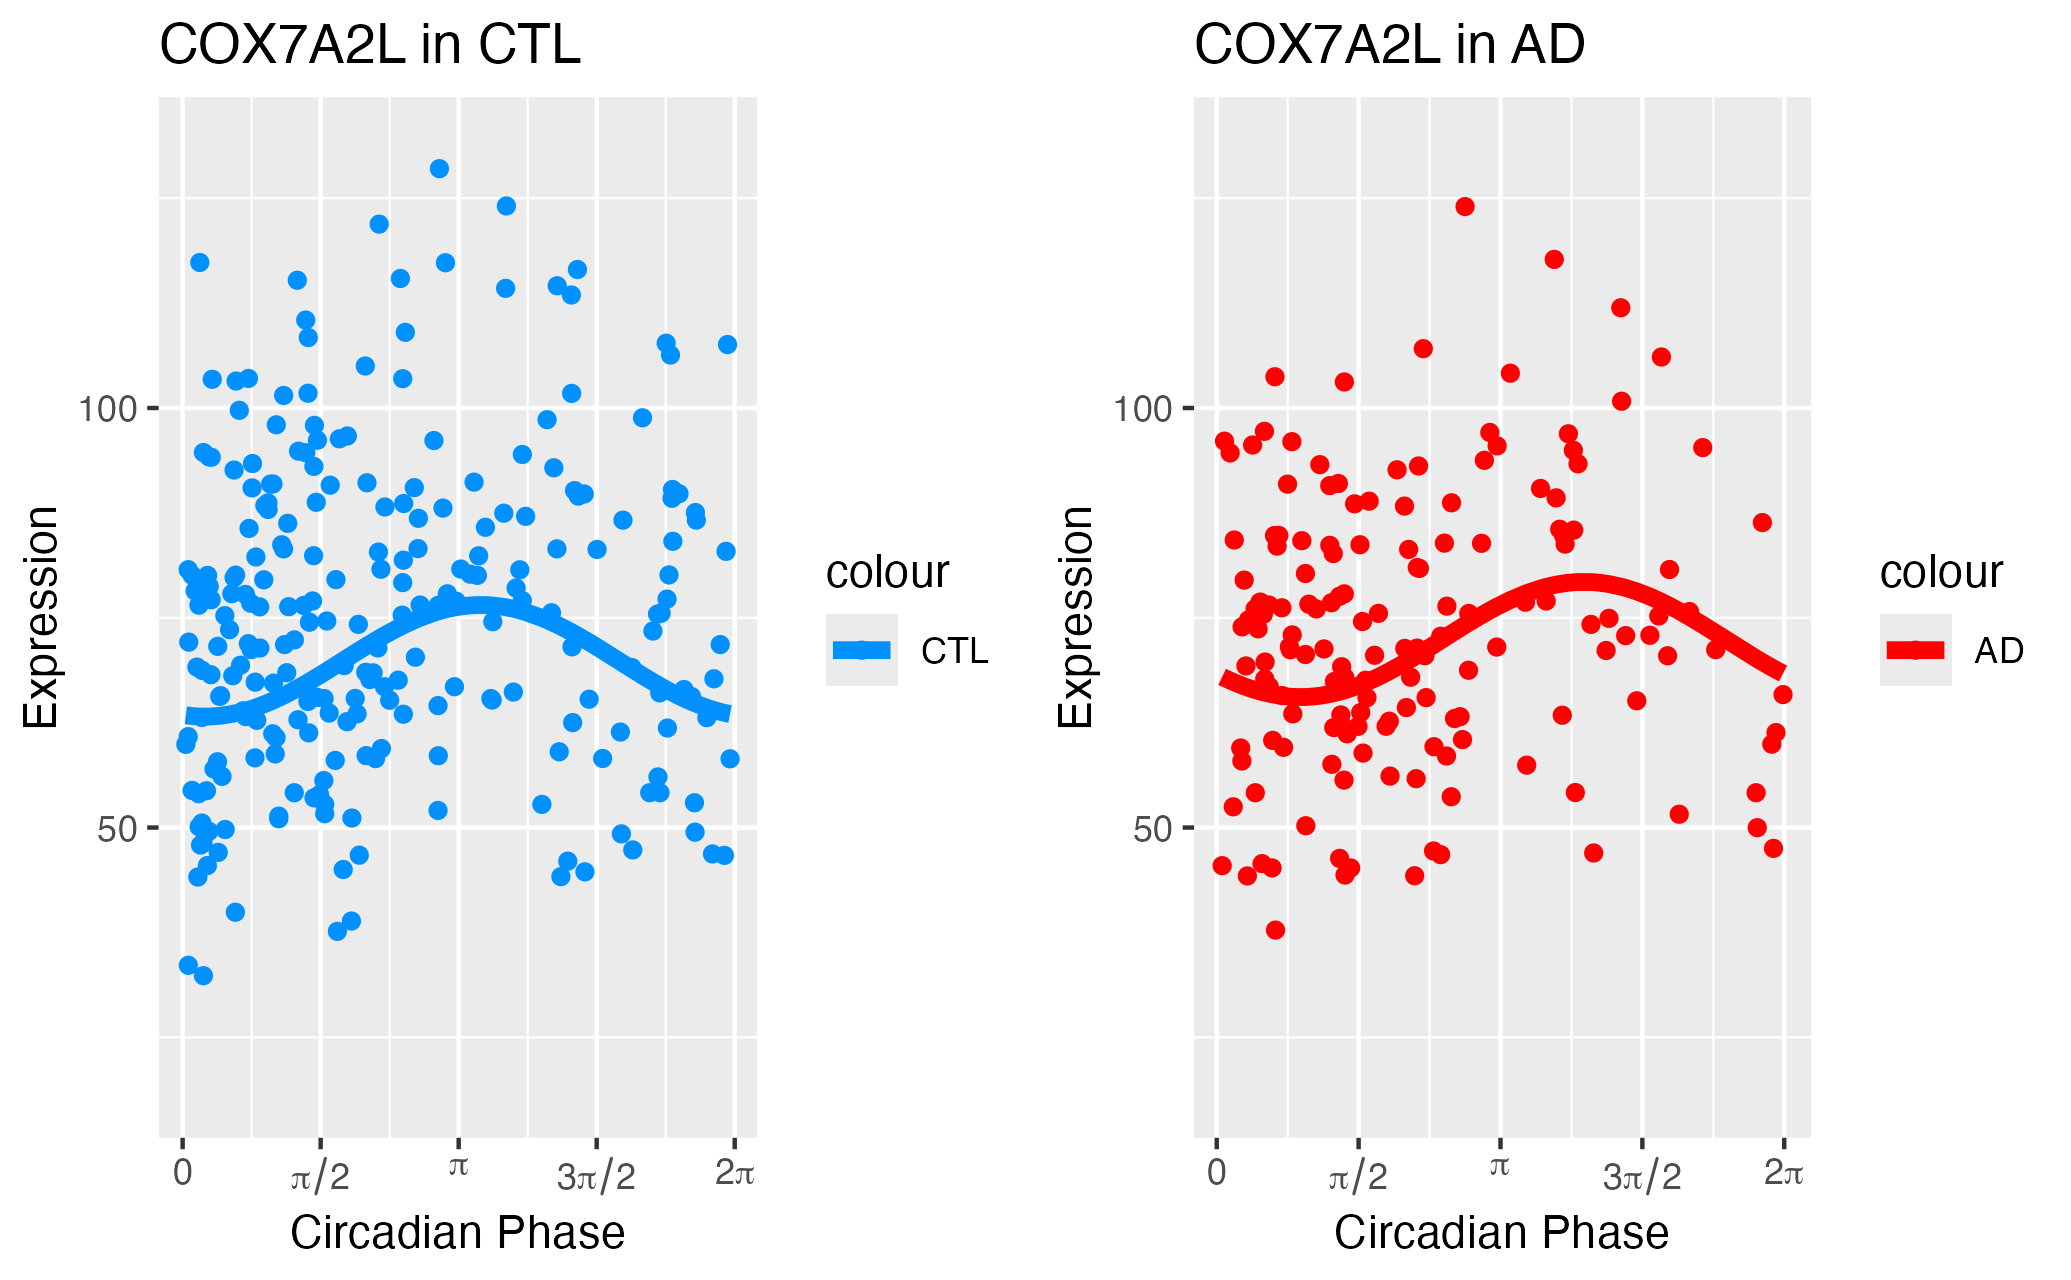 COX7A2L in CTL
Expression
100
50
0 π/2 π 3π/2 2π
Circadian Phase
colour
CTL
COX7A2L in AD
Expression
100
50
0 π/2 π 3π/2 2π
Circadian Phase
colour
AD